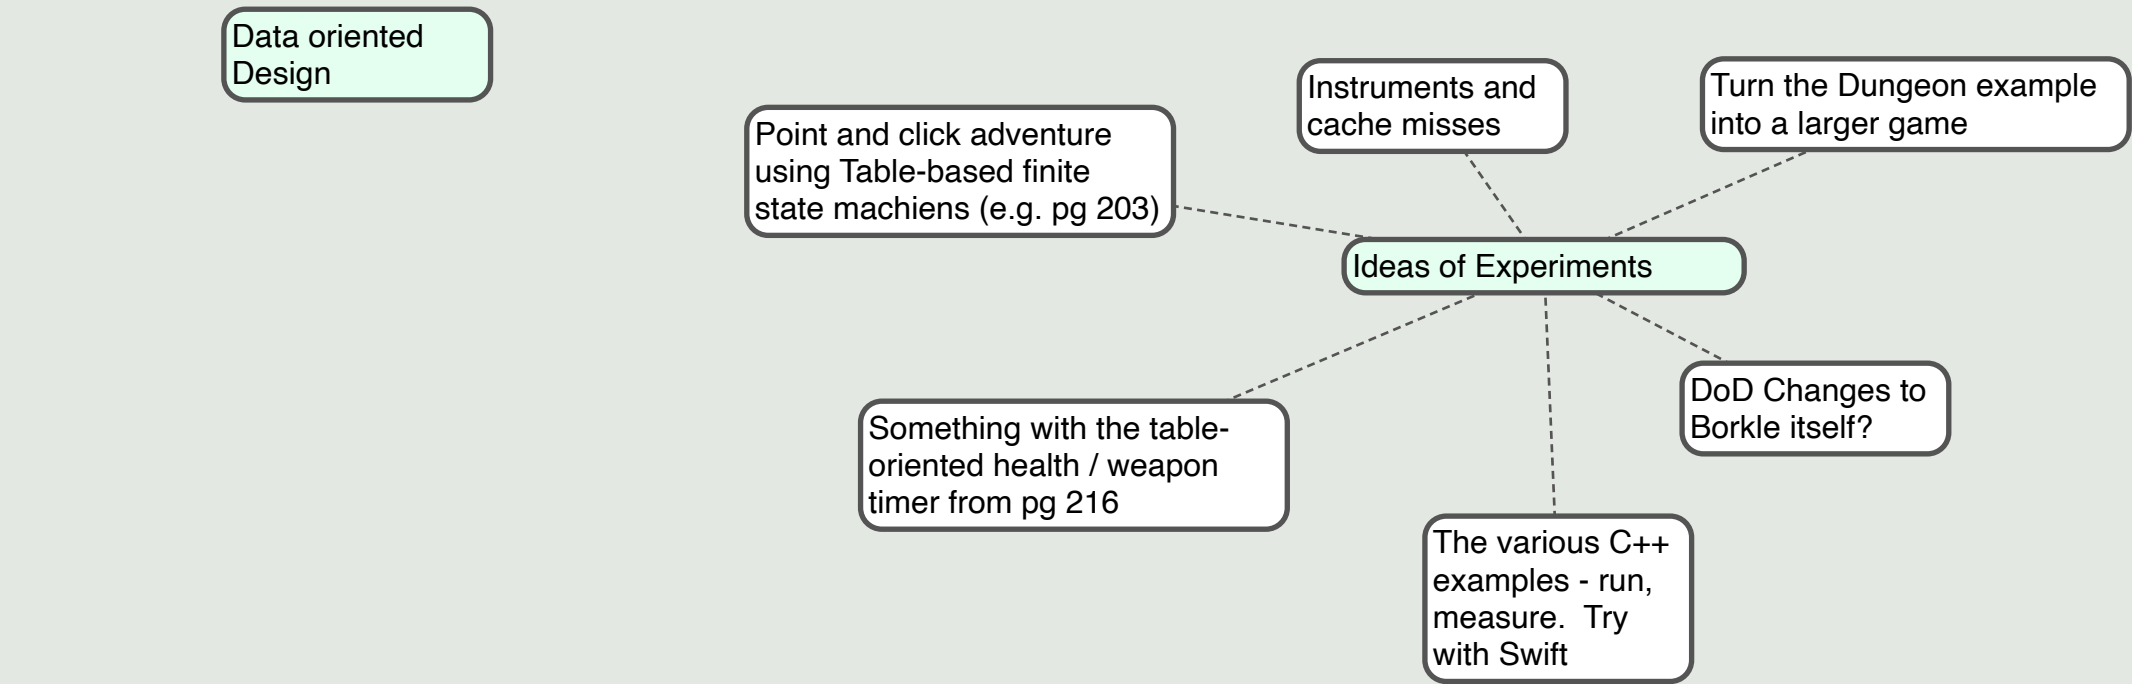 Data oriented
Design
Instruments and
cache misses
Turn the Dungeon example
into a larger game
Point and click adventure
using Table-based finite
state machiens (e.g. pg 203)
Ideas of Experiments
Something with the table-
oriented health / weapon
timer from pg 216
DoD Changes to
Borkle itself?
The various C++
examples - run,
measure.  Try
with Swift